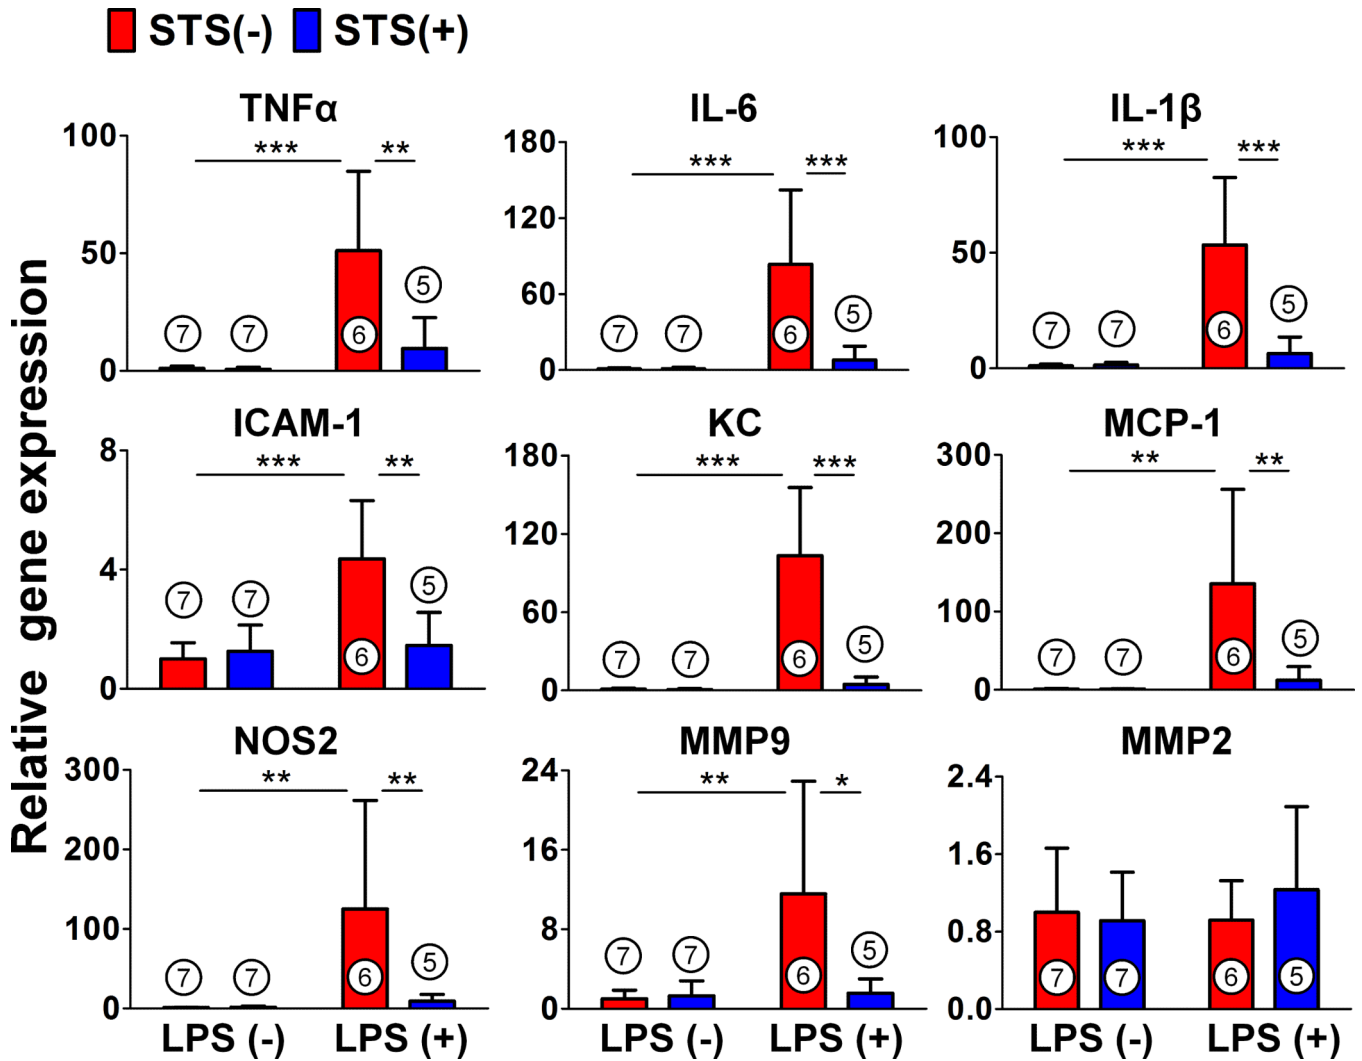 STS(-) STS(+)
Relative gene expression
TNFα
100
50
0
*** **
7 7 6 5
IL-6
180
120
60
0
*** ***
7 7 6 5
IL-1β
100
50
0
*** ***
7 7 6 5
ICAM-1
8
4
0
*** **
7 7 6 5
KC
180
120
60
0
*** ***
7 7 6 5
MCP-1
300
200
100
0
** **
7 7 6 5
NOS2
300
200
100
0
** **
7 7 6 5
LPS (-) LPS (+)
MMP9
24
16
8
0
** *
7 7 6 5
LPS (-) LPS (+)
MMP2
2.4
1.6
0.8
0.0
7 7 6 5
LPS (-) LPS (+)